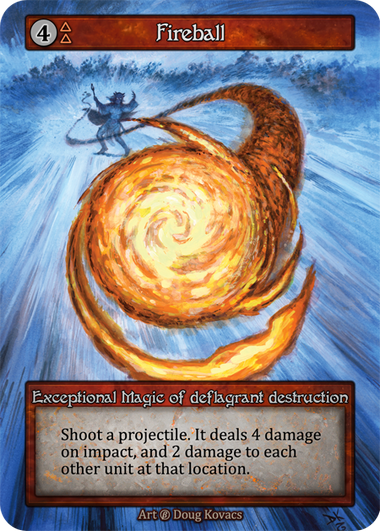 4
Fireball
Exceptional Magic of deflagrant destruction
Shoot a projectile. It deals 4 damage
on impact, and 2 damage to each
other unit at that location.
Art @ Doug Kovacs